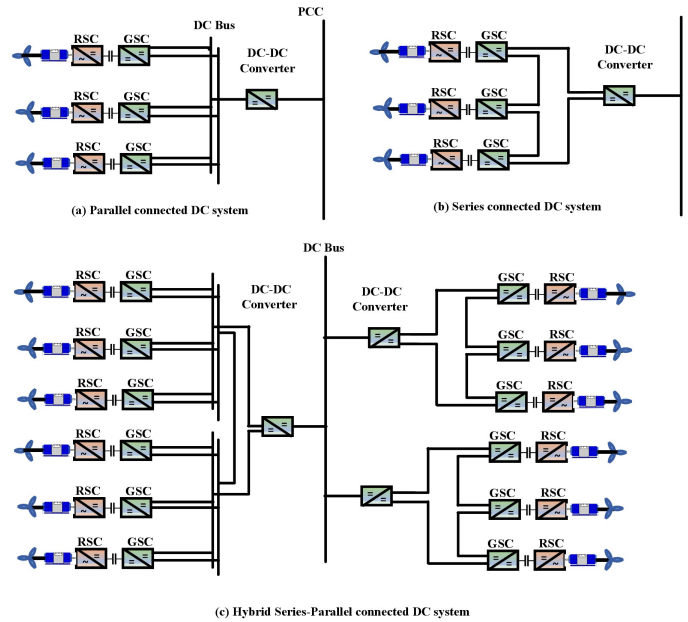 PCC
DC Bus
RSC GSC
DC-DC
Converter
RSC GSC
RSC GSC
(a) Parallel connected DC system
RSC GSC
DC-DC
Converter
RSC GSC
RSC GSC
(b) Series connected DC system
DC Bus
RSC GSC
DC-DC
Converter
RSC GSC
RSC GSC
RSC GSC
RSC GSC
RSC GSC
DC-DC
Converter
GSC RSC
GSC RSC
GSC RSC
GSC RSC
GSC RSC
GSC RSC
(c) Hybrid Series-Parallel connected DC system